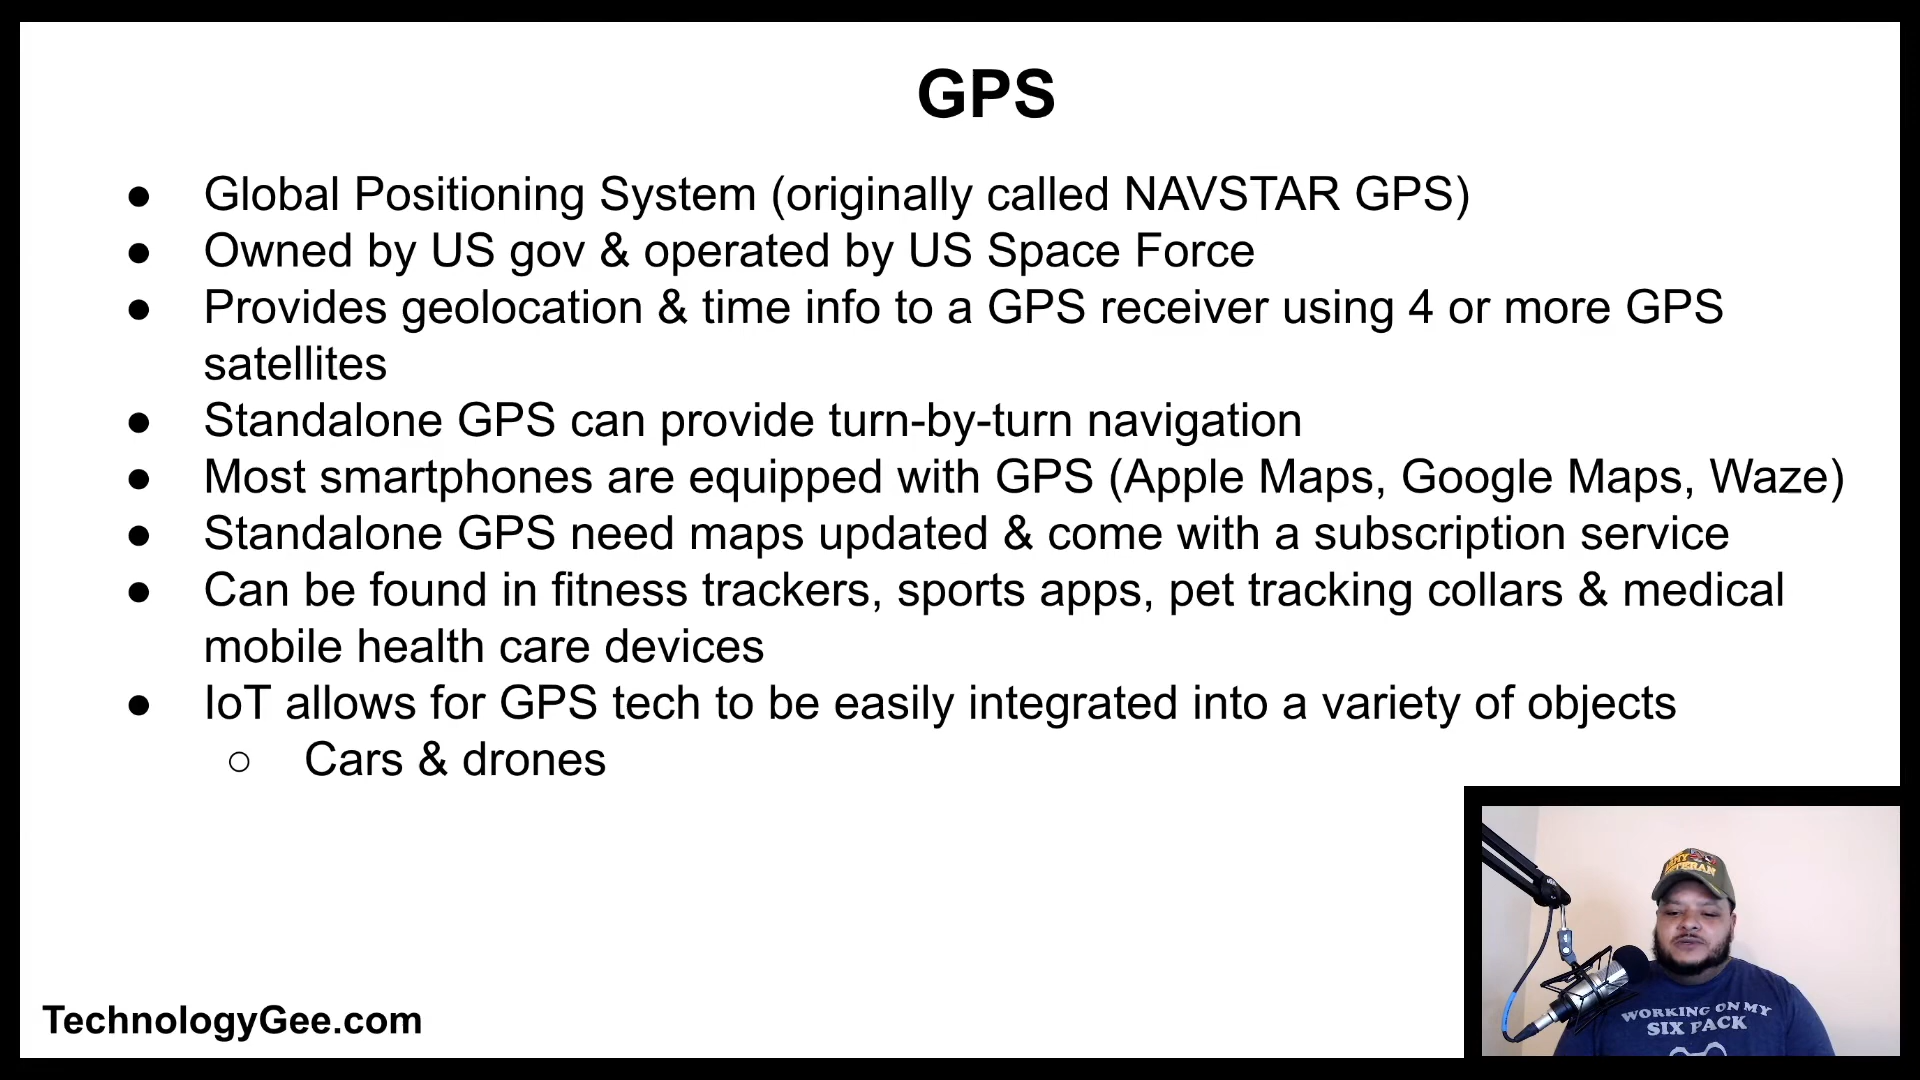 GPS
● Global Positioning System (originally called NAVSTAR GPS)
● Owned by US gov & operated by US Space Force
● Provides geolocation & time info to a GPS receiver using 4 or more GPS
satellites
● Standalone GPS can provide turn-by-turn navigation
● Most smartphones are equipped with GPS (Apple Maps, Google Maps, Waze)
● Standalone GPS need maps updated & come with a subscription service
● Can be found in fitness trackers, sports apps, pet tracking collars & medical
mobile health care devices
● IoT allows for GPS tech to be easily integrated into a variety of objects
○ Cars & drones
VETERAN
WORKING ON MY
SIX PACK
TechnologyGee.com